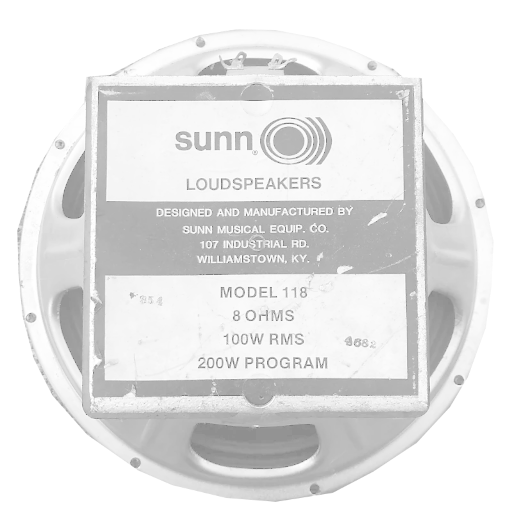 sunn®
LOUDSPEAKERS
DESIGNED AND MANUFACTURED BY
SUNN MUSICAL EQUIP. CO.
107 INDUSTRIAL RD.
WILLIAMSTOWN, KY.
MODEL 118
8 OHMS
100W RMS
200W PROGRAM